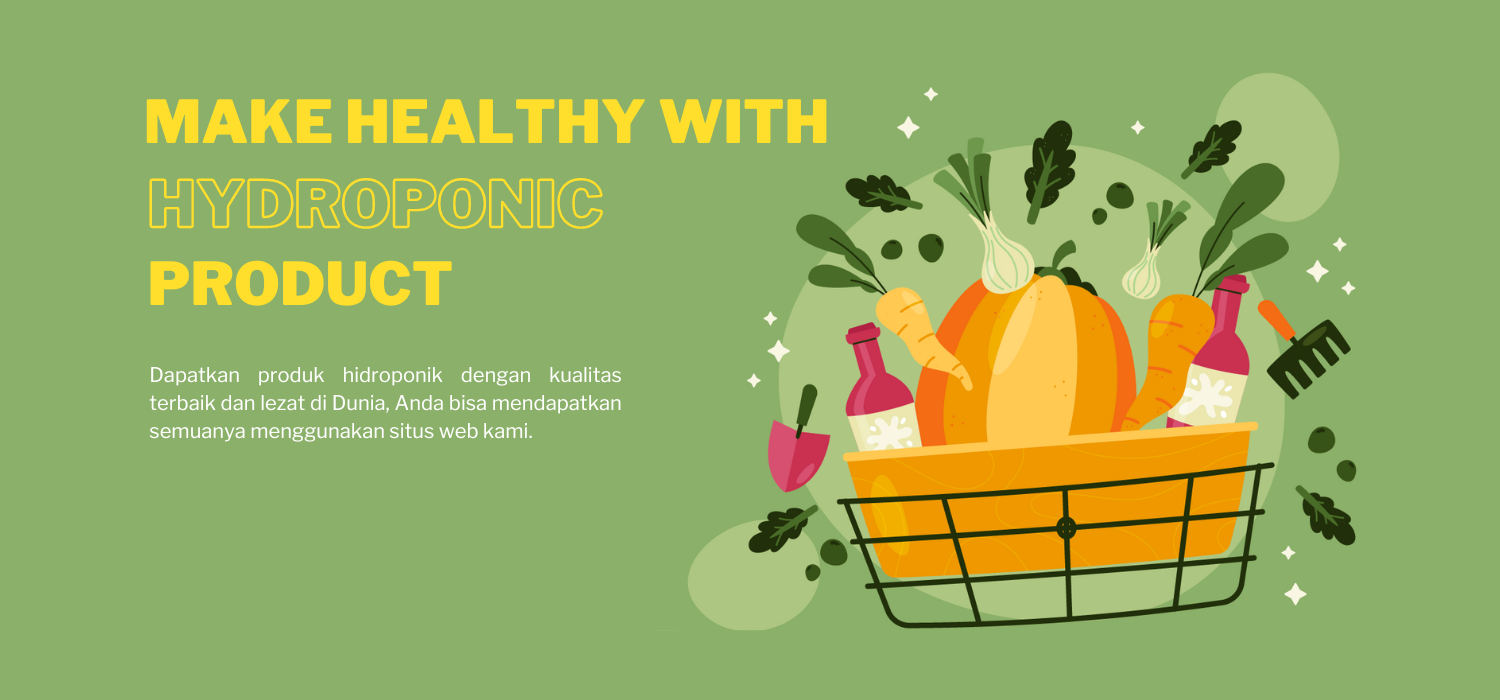 MAKE HEALTHY WITH
HYDROPONIC
PRODUCT
Dapatkan produk hidroponik dengan kualitas
terbaik dan lezat di Dunia, Anda bisa mendapatkan
semuanya menggunakan situs web kami.